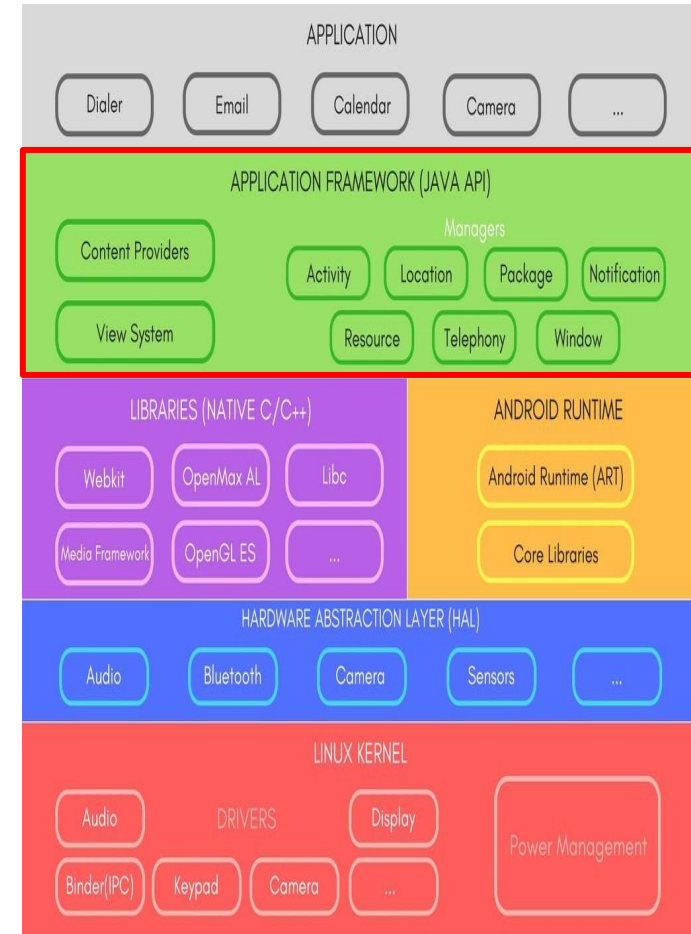 APPLICATION
Dialer Email Calendar Camera ...
APPLICATION FRAMEWORK (JAVA API)
Managers
Content Providers
Activity Location Package Notification
View System
Resource Telephony Window
LIBRARIES (NATIVE C/C++)
Webkit OpenMax AL Libc
Media Framework OpenGL ES ...
ANDROID RUNTIME
Android Runtime (ART)
Core Libraries
HARDWARE ABSTRACTION LAYER (HAL)
Audio Bluetooth Camera Sensors ...
LINUX KERNEL
Audio DRIVERS Display
Power Management
Binder(IPC) Keypad Camera ...